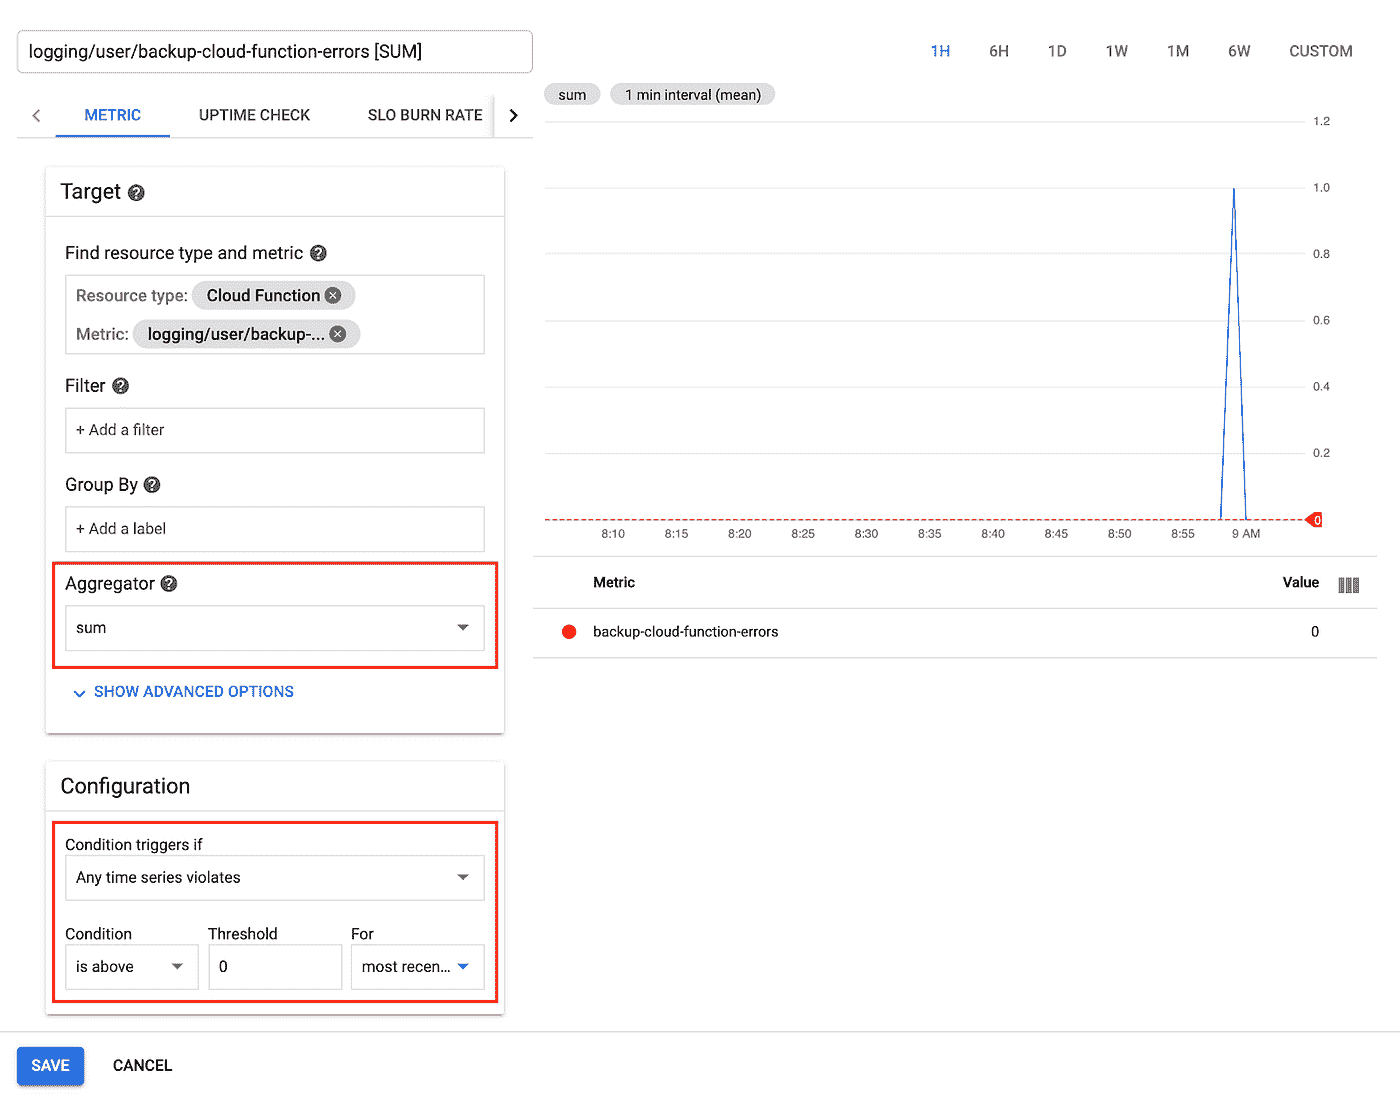 logging/user/backup-cloud-function-errors [SUM]
METRIC UPTIME CHECK SLO BURN RATE
Target
Find resource type and metric
Resource type: Cloud Function
Metric: logging/user/backup-...
Filter
+ Add a filter
Group By
+ Add a label
Aggregator
sum
SHOW ADVANCED OPTIONS
Configuration
Condition triggers if
Any time series violates
Condition Threshold For
is above 0 most recen...
SAVE CANCEL
1H 6H 1D 1W 1M 6W CUSTOM
sum 1 min interval (mean)
1.2
1.0
0.8
0.6
0.4
0.2
0
8:10 8:15 8:20 8:25 8:30 8:35 8:40 8:45 8:50 8:55 9 AM
Metric Value
backup-cloud-function-errors 0